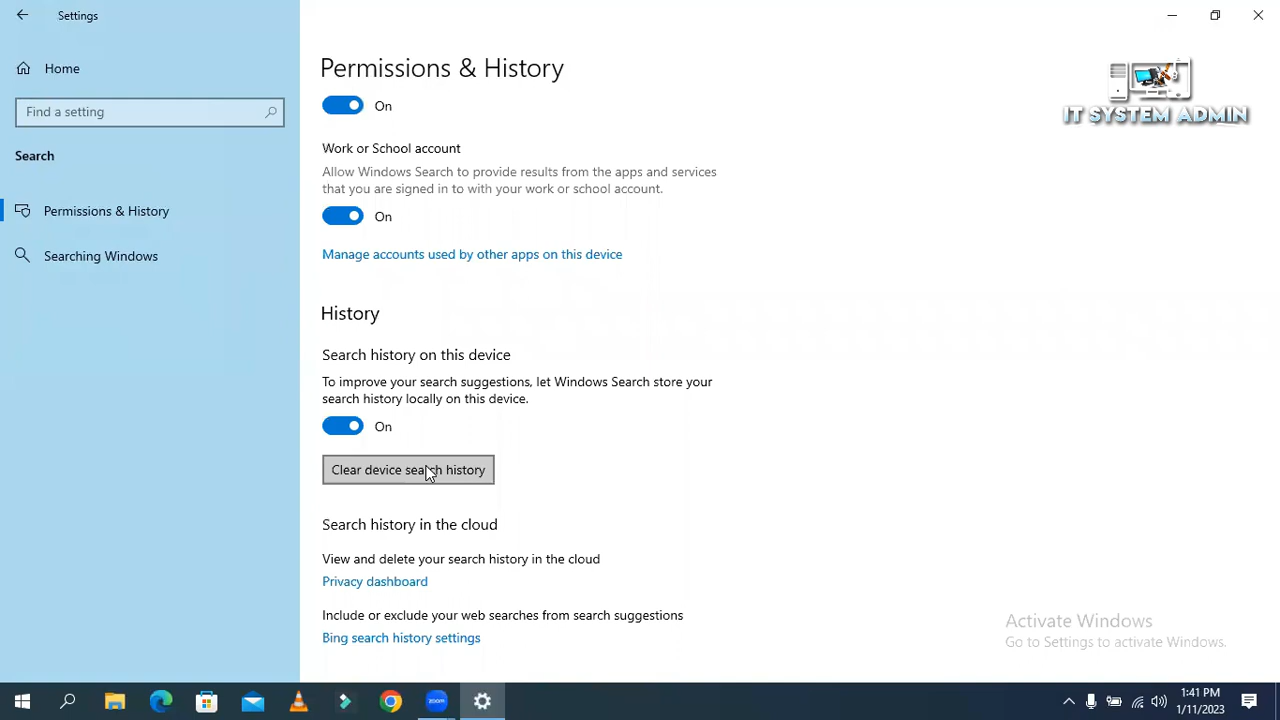 Settings
Home
Find a setting
Search
Permissions & History
Searching Windows
Permissions & History
On
Work or School account
Allow Windows Search to provide results from the apps and services
that you are signed in to with your work or school account.
On
Manage accounts used by other apps on this device
History
Search history on this device
To improve your search suggestions, let Windows Search store your
search history locally on this device.
On
Clear device search history
Search history in the cloud
View and delete your search history in the cloud
Privacy dashboard
Include or exclude your web searches from search suggestions
Bing search history settings
IT SYSTEM ADMIN
Activate Windows
Go to Settings to activate Windows.
zoom
1:41 PM
1/11/2023